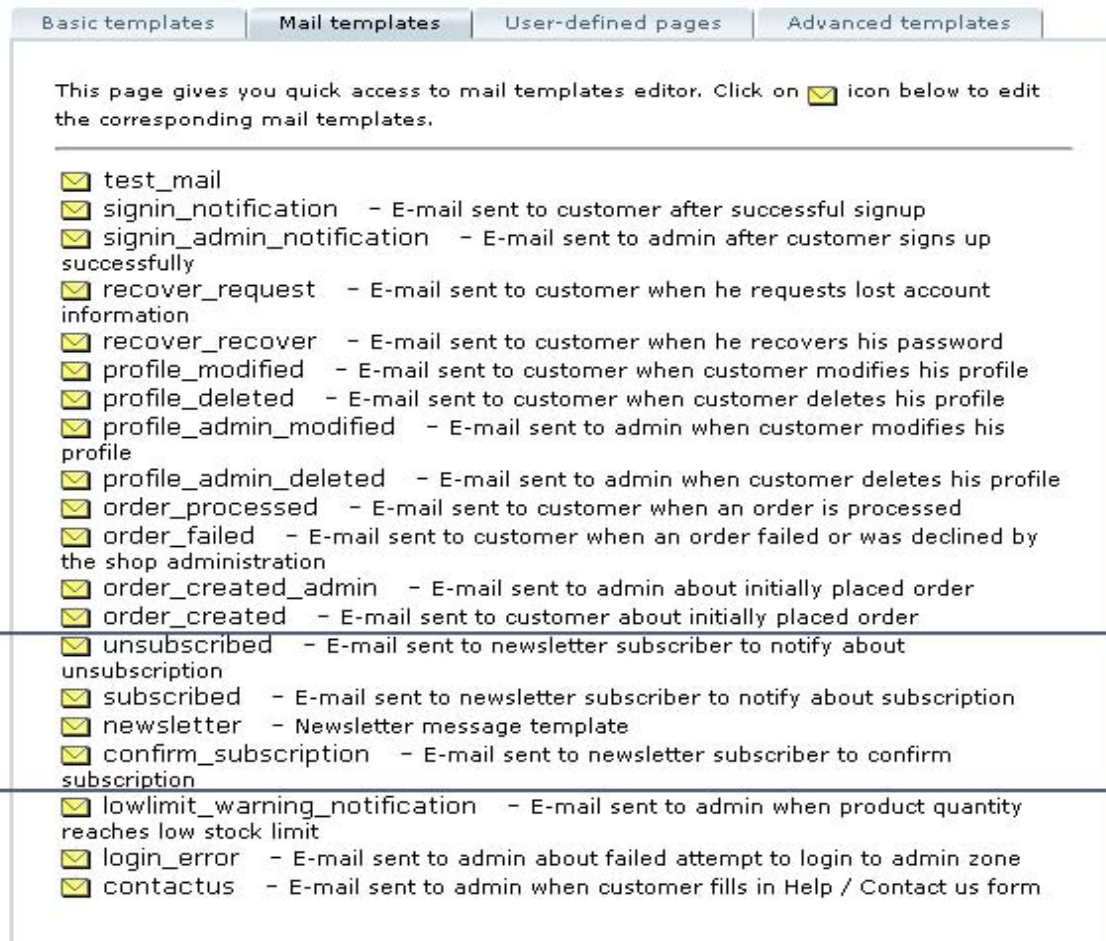 Basic templates Mail templates User-defined pages Advanced templates
This page gives you quick access to mail templates editor. Click on icon below to edit
the corresponding mail templates.
test_mail
signin_notification – E-mail sent to customer after successful signup
signin_admin_notification – E-mail sent to admin after customer signs up
successfully
recover_request – E-mail sent to customer when he requests lost account
information
recover_recover – E-mail sent to customer when he recovers his password
profile_modified – E-mail sent to customer when customer modifies his profile
profile_deleted – E-mail sent to customer when customer deletes his profile
profile_admin_modified – E-mail sent to admin when customer modifies his
profile
profile_admin_deleted – E-mail sent to admin when customer deletes his profile
order_processed – E-mail sent to customer when an order is processed
order_failed – E-mail sent to customer when an order failed or was declined by
the shop administration
order_created_admin – E-mail sent to admin about initially placed order
order_created – E-mail sent to customer about initially placed order
unsubscribed – E-mail sent to newsletter subscriber to notify about
unsubscription
subscribed – E-mail sent to newsletter subscriber to notify about subscription
newsletter – Newsletter message template
confirm_subscription – E-mail sent to newsletter subscriber to confirm
subscription
lowlimit_warning_notification – E-mail sent to admin when product quantity
reaches low stock limit
login_error – E-mail sent to admin about failed attempt to login to admin zone
contactus – E-mail sent to admin when customer fills in Help / Contact us form